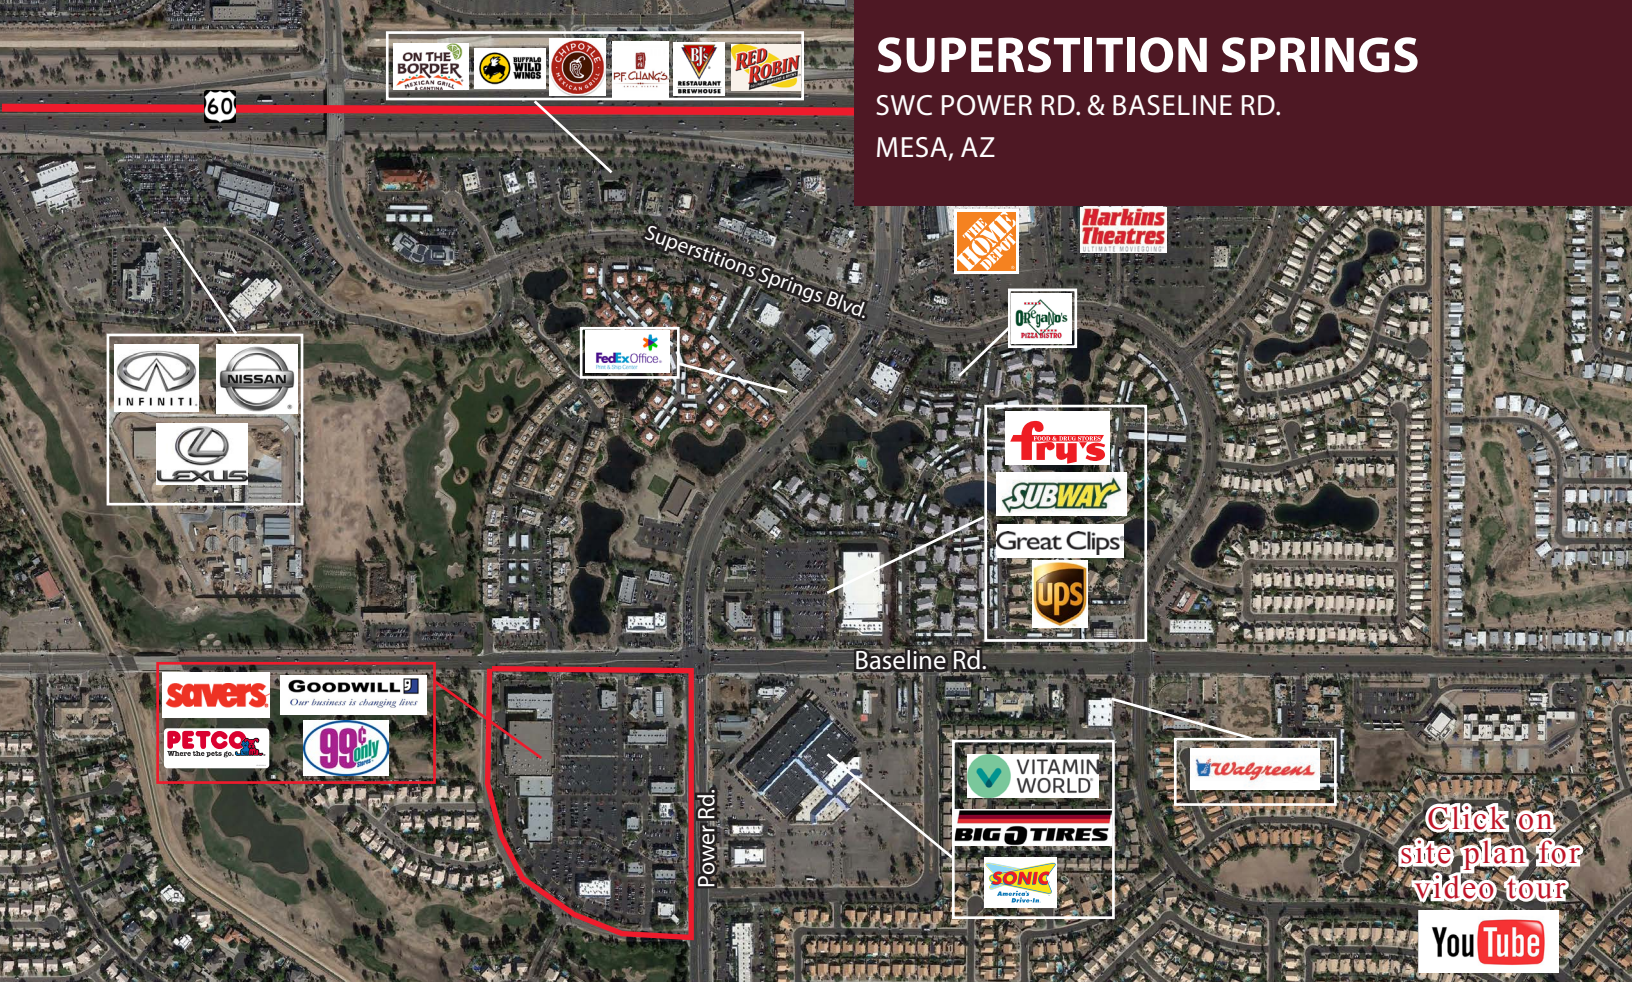 SUPERSTITION SPRINGS
SWC POWER RD. & BASELINE RD.
MESA, AZ
ON THE
BORDER
MEXICAN GRILL
& CANTINA
BUFFALO
WILD
WINGS
CHIPOTLE
MEXICAN GRILL
P.F. CHANG'S
BJ's
RESTAURANT
BREWHOUSE
RED
ROBIN
60
Superstitions Springs Blvd.
THE
HOME
DEPOT
Harkins
Theatres
ULTIMATE MOVIEGOING
OReGANO'S
PIZZA BISTRO
FedEx Office
Print & Ship Center
INFINITI
NISSAN
LEXUS
fry's
FOOD & DRUG STORES
SUBWAY
Great Clips
ups
Baseline Rd.
savers
GOODWILL
Our business is changing lives
PETCO
Where the pets go.
99¢
only
stores
Power Rd.
VITAMIN
WORLD
BIG O TIRES
SONIC
America's
Drive-In
Walgreens
Click on
site plan for
video tour
YouTube